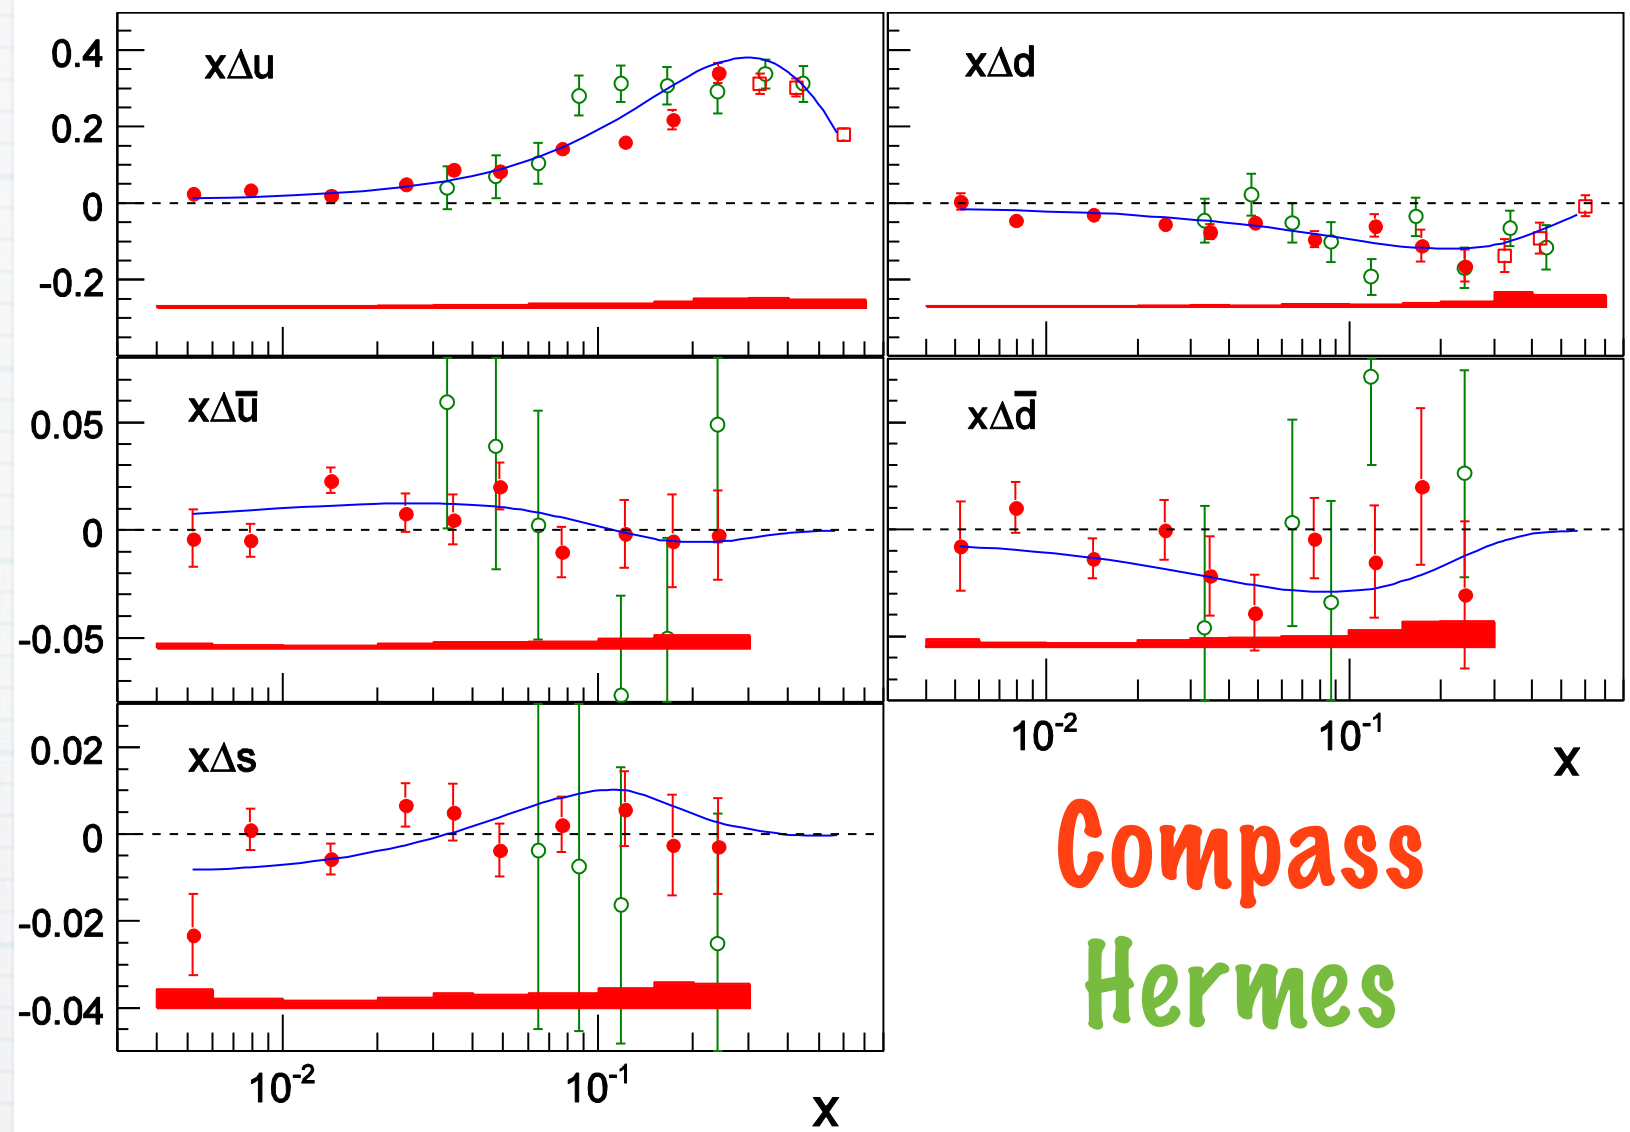 xΔu
xΔd
0.4
0.2
0
-0.2
xΔū
xΔd̄
0.05
0
-0.05
10⁻² 10⁻¹
x
xΔs
0.02
0
-0.02
-0.04
10⁻² 10⁻¹
x
Compass
Hermes